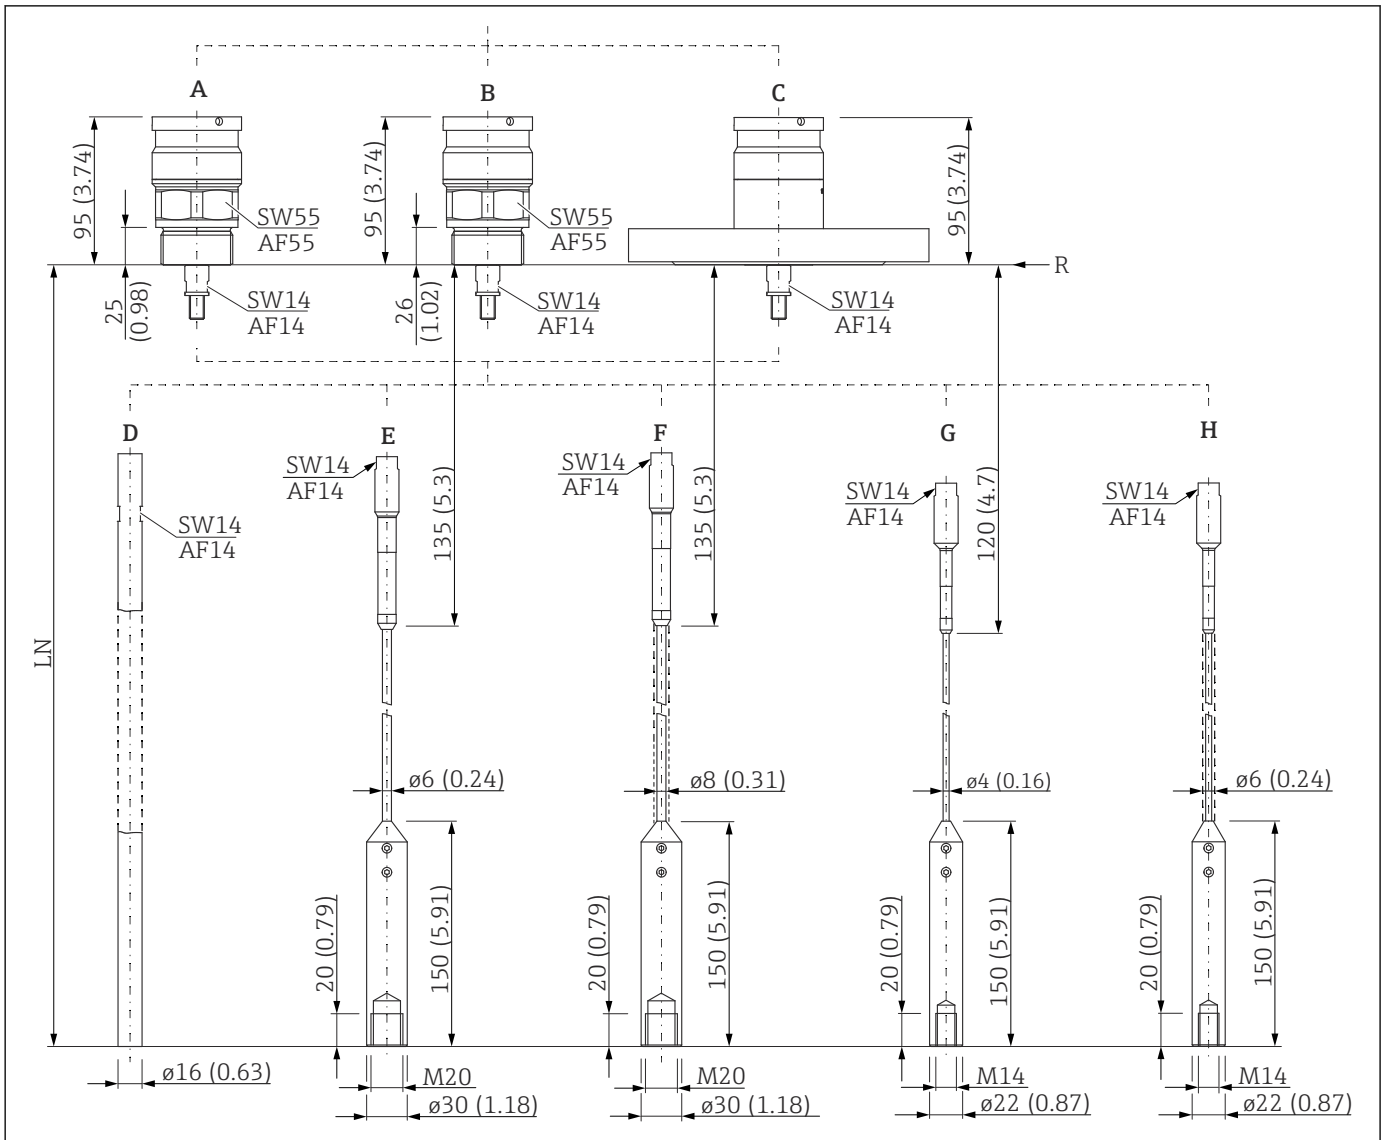 A
B
C
95 (3.74)
95 (3.74)
95 (3.74)
SW55
AF55
SW55
AF55
R
25
(0.98)
SW14
AF14
26
(1.02)
SW14
AF14
SW14
AF14
D
E
F
G
H
SW14
AF14
SW14
AF14
SW14
AF14
SW14
AF14
SW14
AF14
135 (5.3)
135 (5.3)
120 (4.7)
LN
ø6 (0.24)
ø8 (0.31)
ø4 (0.16)
ø6 (0.24)
20 (0.79)
150 (5.91)
20 (0.79)
150 (5.91)
20 (0.79)
150 (5.91)
20 (0.79)
150 (5.91)
ø16 (0.63)
M20
M20
M14
M14
ø30 (1.18)
ø30 (1.18)
ø22 (0.87)
ø22 (0.87)